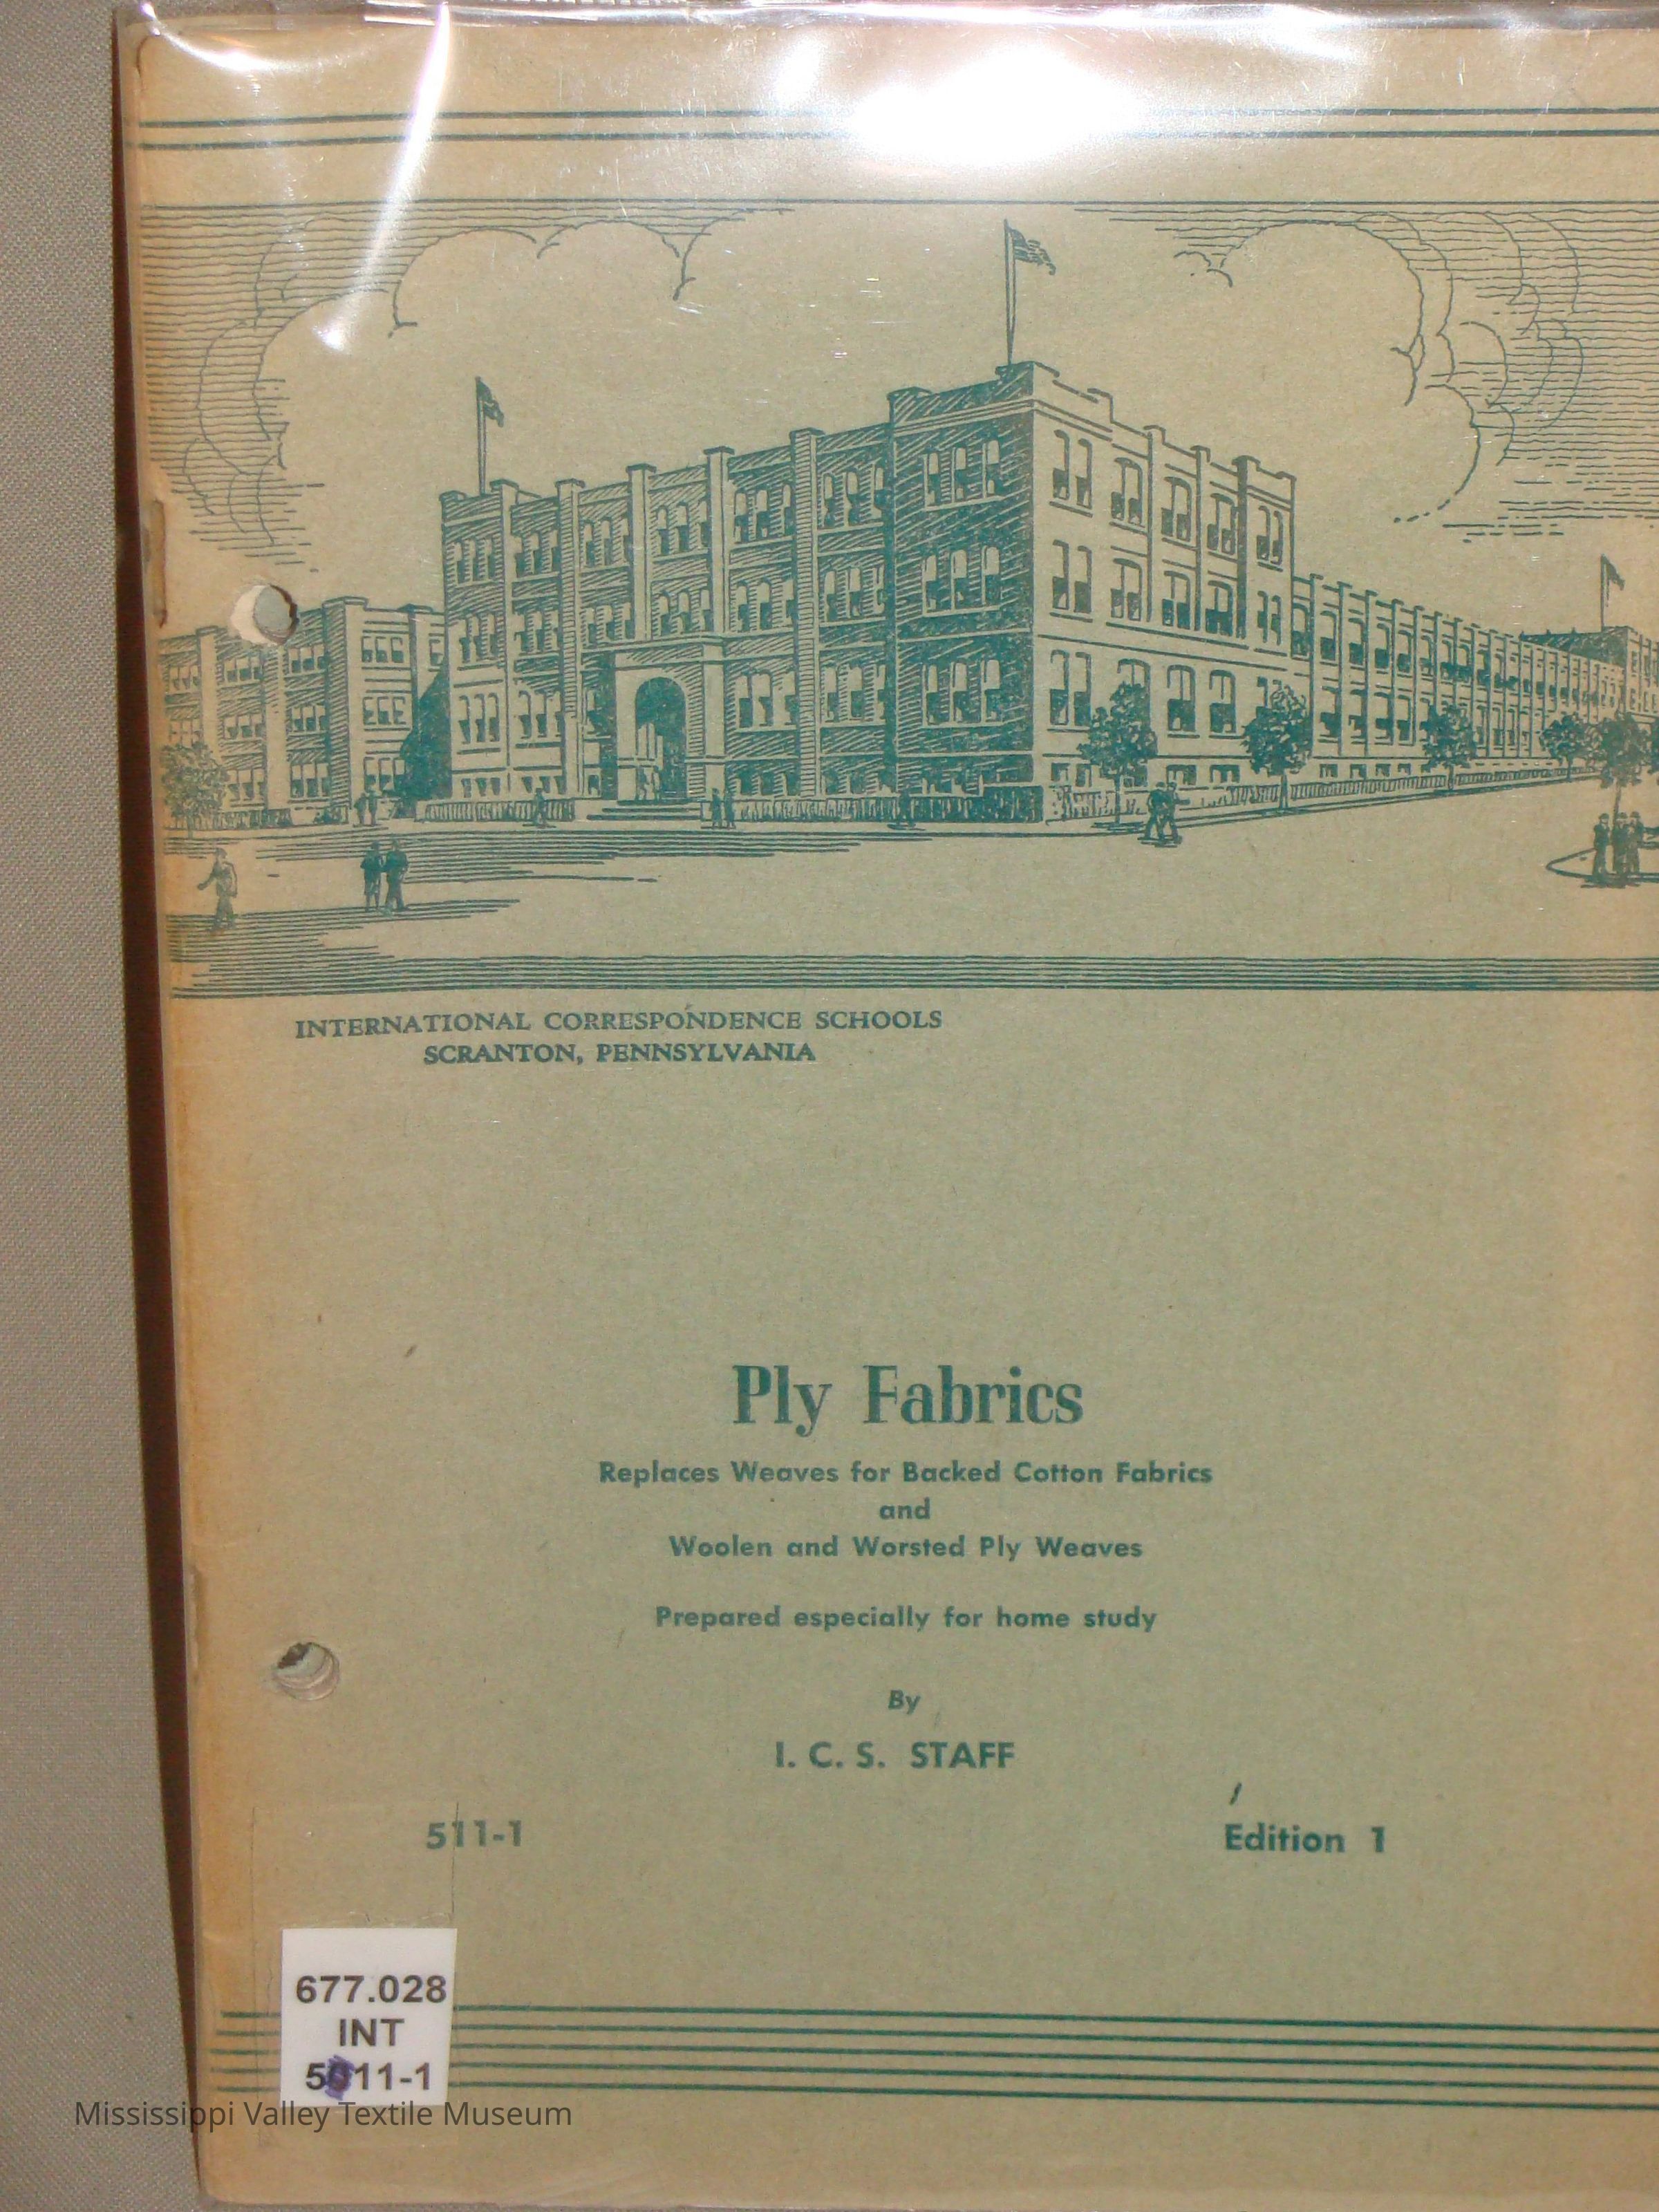 INTERNATIONAL CORRESPONDENCE SCHOOLS
SCRANTON, PENNSYLVANIA
Ply Fabrics
Replaces Weaves for Backed Cotton Fabrics
and
Woolen and Worsted Ply Weaves
Prepared especially for home study
By
I. C. S. STAFF
511-1
Edition 1
677.028
INT
5011-1
Mississippi Valley Textile Museum